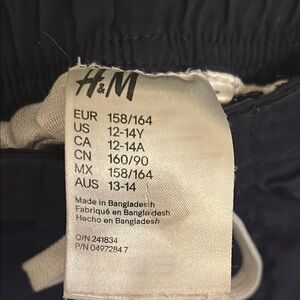 H&M
EUR 158/164
US 12-14Y
CA 12-14A
CN 160/90
MX 158/164
AUS 13-14
Made in Bangladesh
Fabriqué en Bangladesh
Hecho en Bangladesh
O/N 241834
P/N 0497284 7